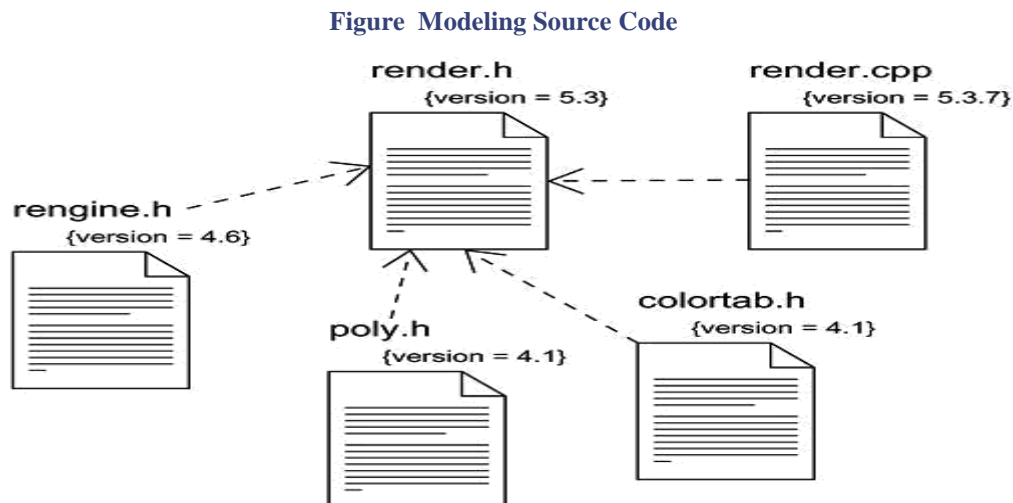 Figure Modeling Source Code
render.h
{version = 5.3}
render.cpp
{version = 5.3.7}
rengine.h
{version = 4.6}
poly.h
{version = 4.1}
colortab.h
{version = 4.1}